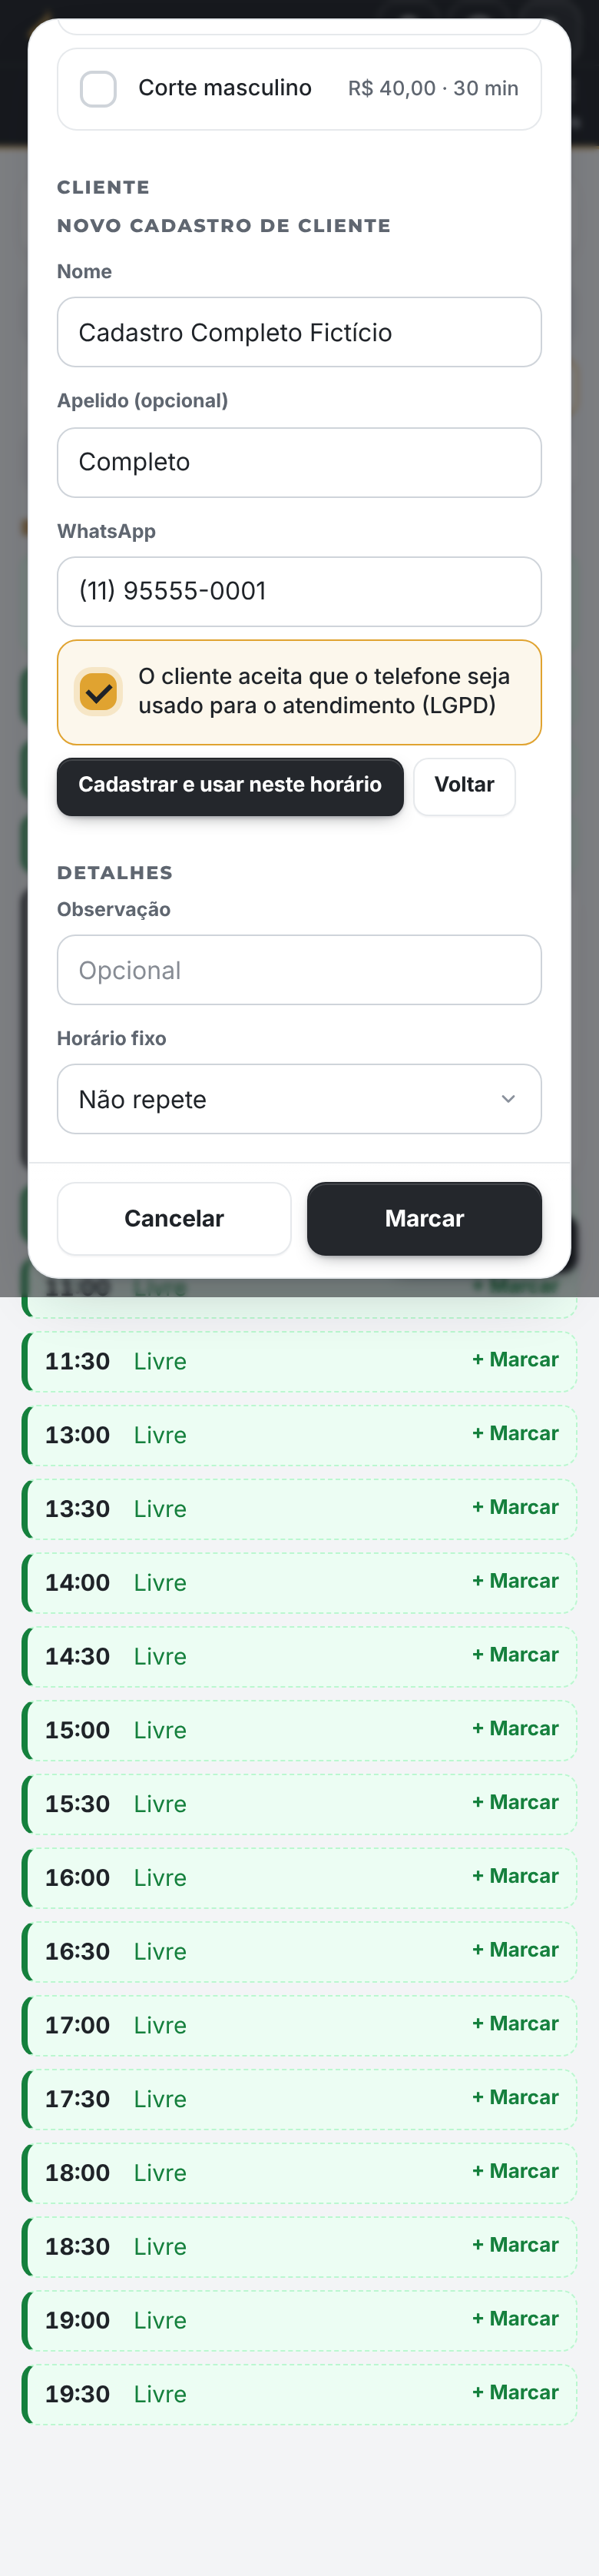 Corte masculino R$ 40,00 · 30 min
CLIENTE
NOVO CADASTRO DE CLIENTE
Nome
Cadastro Completo Fictício
Apelido (opcional)
Completo
WhatsApp
(11) 95555-0001
O cliente aceita que o telefone seja
usado para o atendimento (LGPD)
Cadastrar e usar neste horário Voltar
DETALHES
Observação
Opcional
Horário fixo
Não repete
Cancelar Marcar
11:00 Livre + Marcar
11:30 Livre + Marcar
13:00 Livre + Marcar
13:30 Livre + Marcar
14:00 Livre + Marcar
14:30 Livre + Marcar
15:00 Livre + Marcar
15:30 Livre + Marcar
16:00 Livre + Marcar
16:30 Livre + Marcar
17:00 Livre + Marcar
17:30 Livre + Marcar
18:00 Livre + Marcar
18:30 Livre + Marcar
19:00 Livre + Marcar
19:30 Livre + Marcar